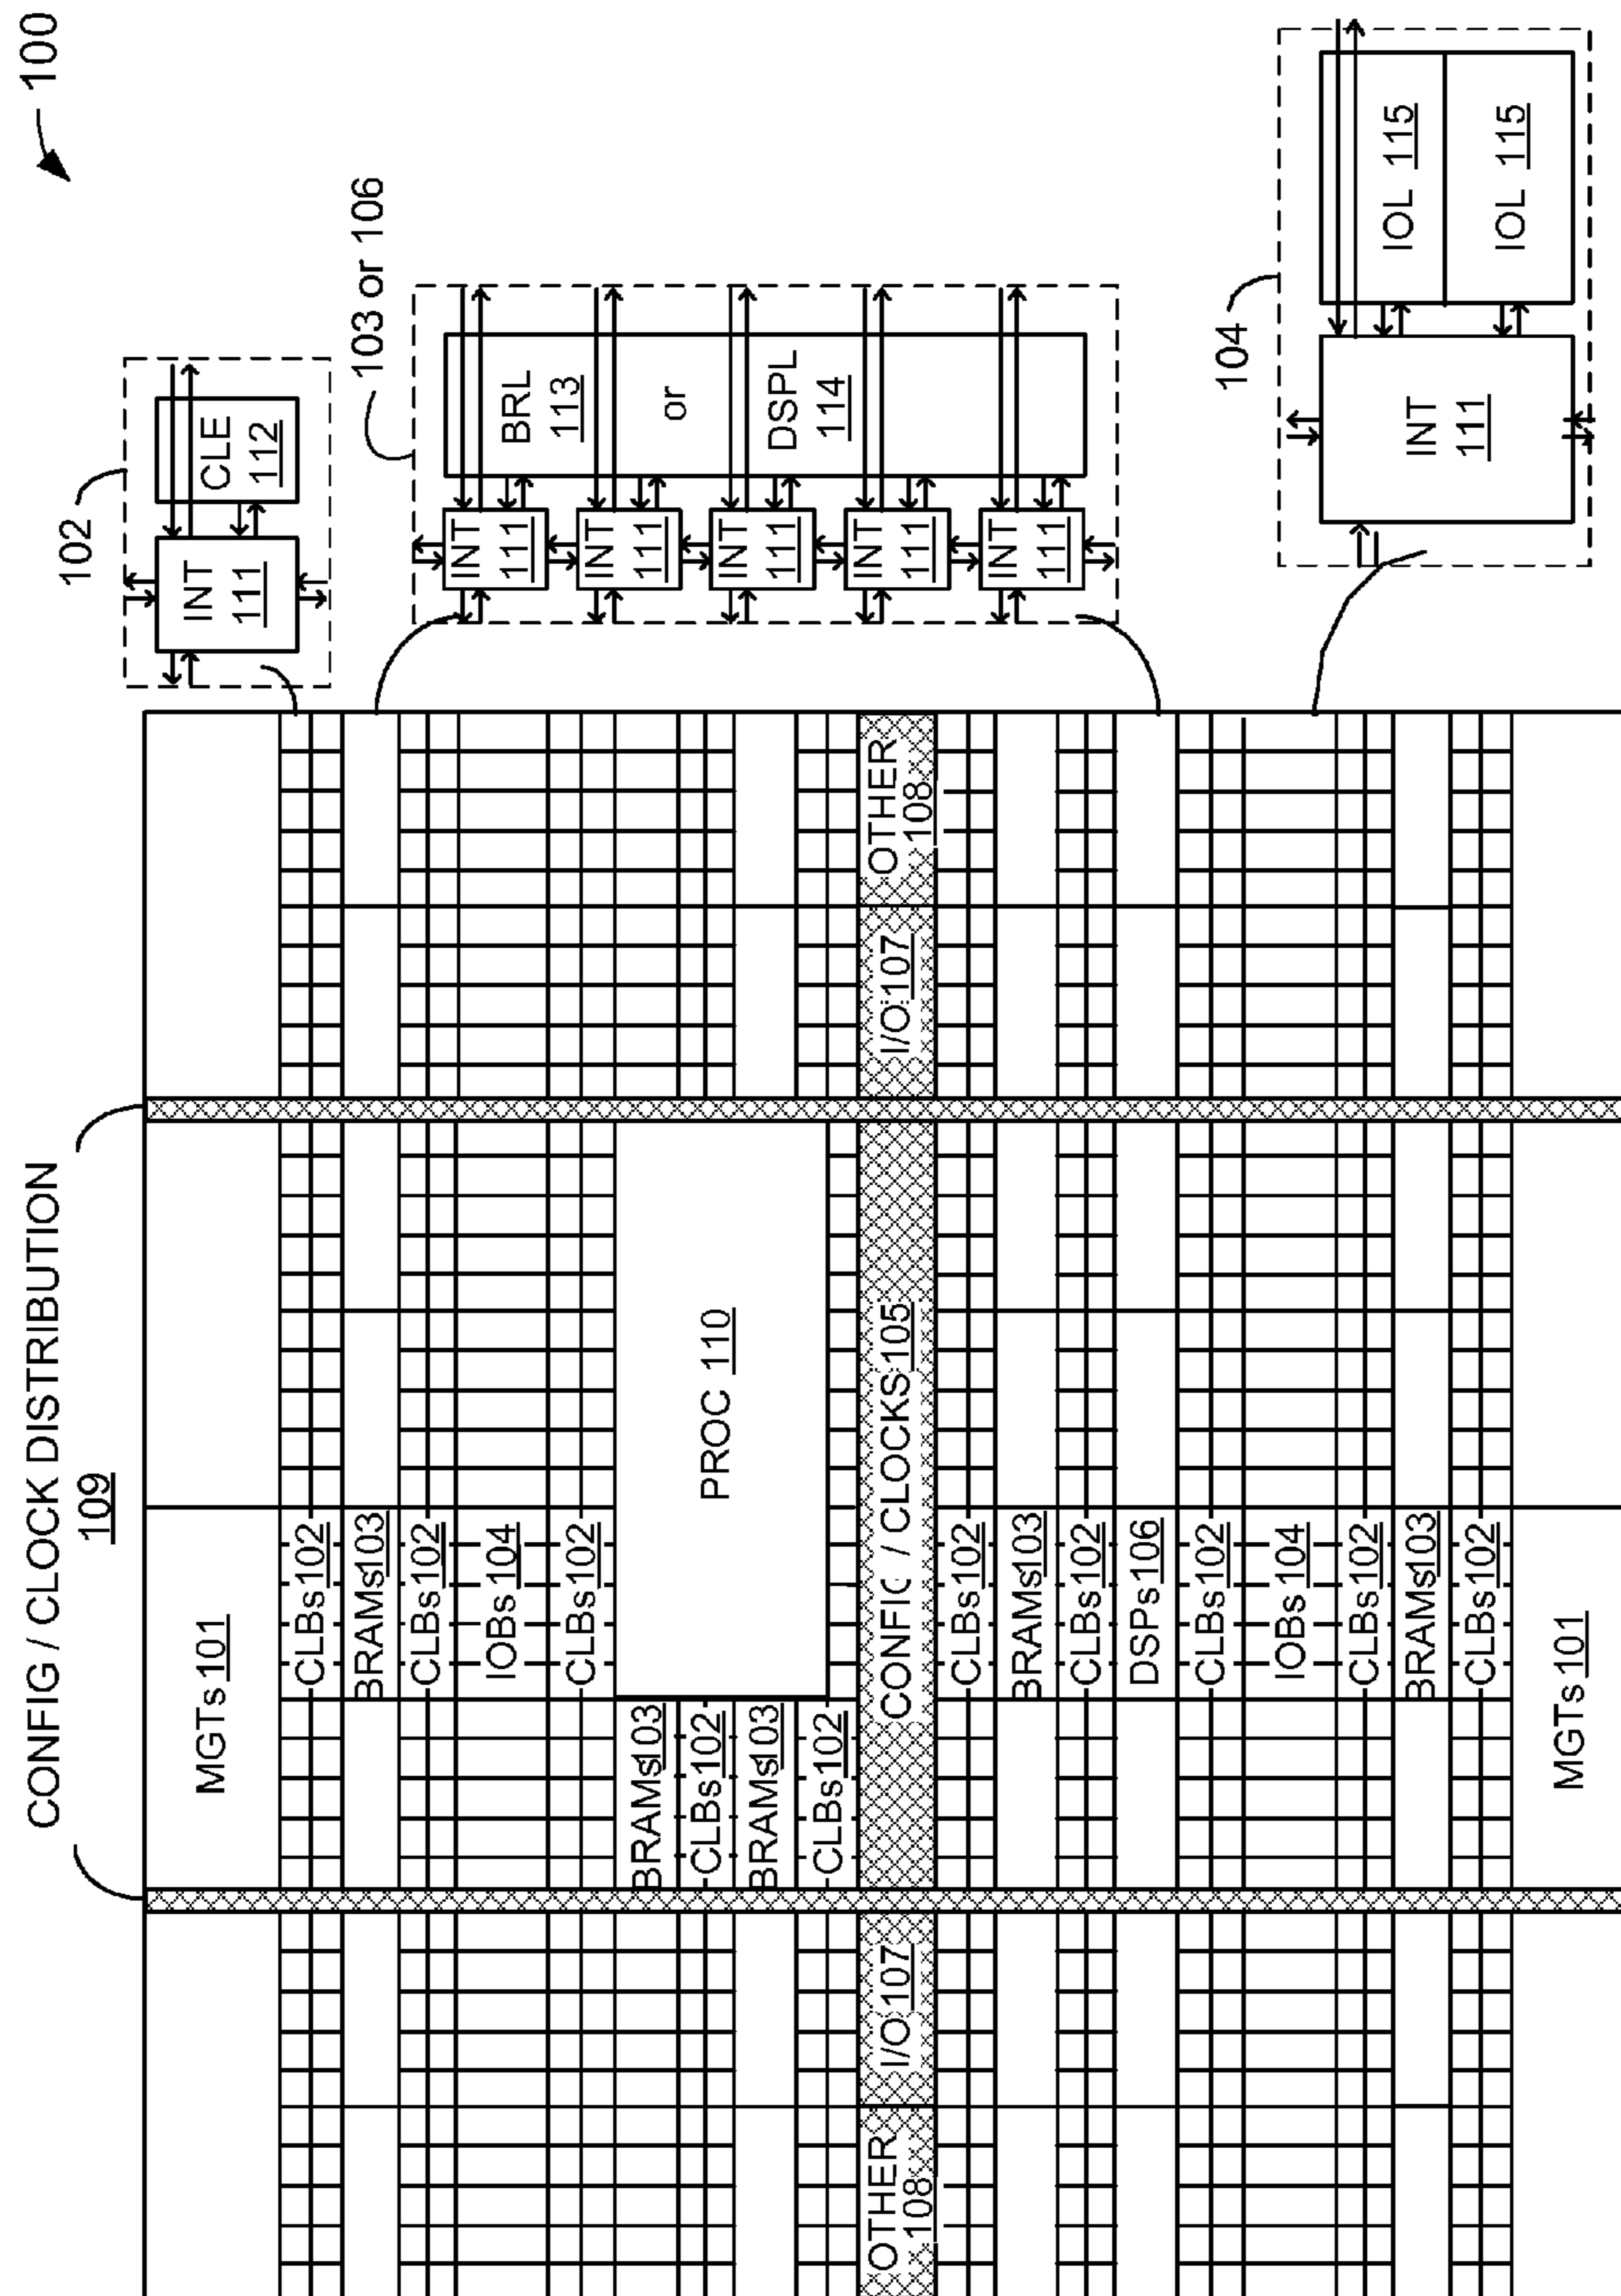 100
CONFIG / CLOCK DISTRIBUTION
109
102
INT
111
CLE
112
103 or 106
INT
111
INT
111
INT
111
INT
111
INT
111
BRL
113
or
DSPL
114
104
INT
111
IOL 115
IOL 115
MGTs 101
CLBs 102
BRAMs 103
CLBs 102
IOBs 104
CLBs 102
BRAMs 103
CLBs 102
BRAMs 103
CLBs 102
PROC 110
OTHER
108
I/O 107
CONFIG / CLOCKS 105
I/O 107
OTHER
108
CLBs 102
BRAMs 103
CLBs 102
DSPs 106
CLBs 102
IOBs 104
CLBs 102
BRAMs 103
CLBs 102
MGTs 101